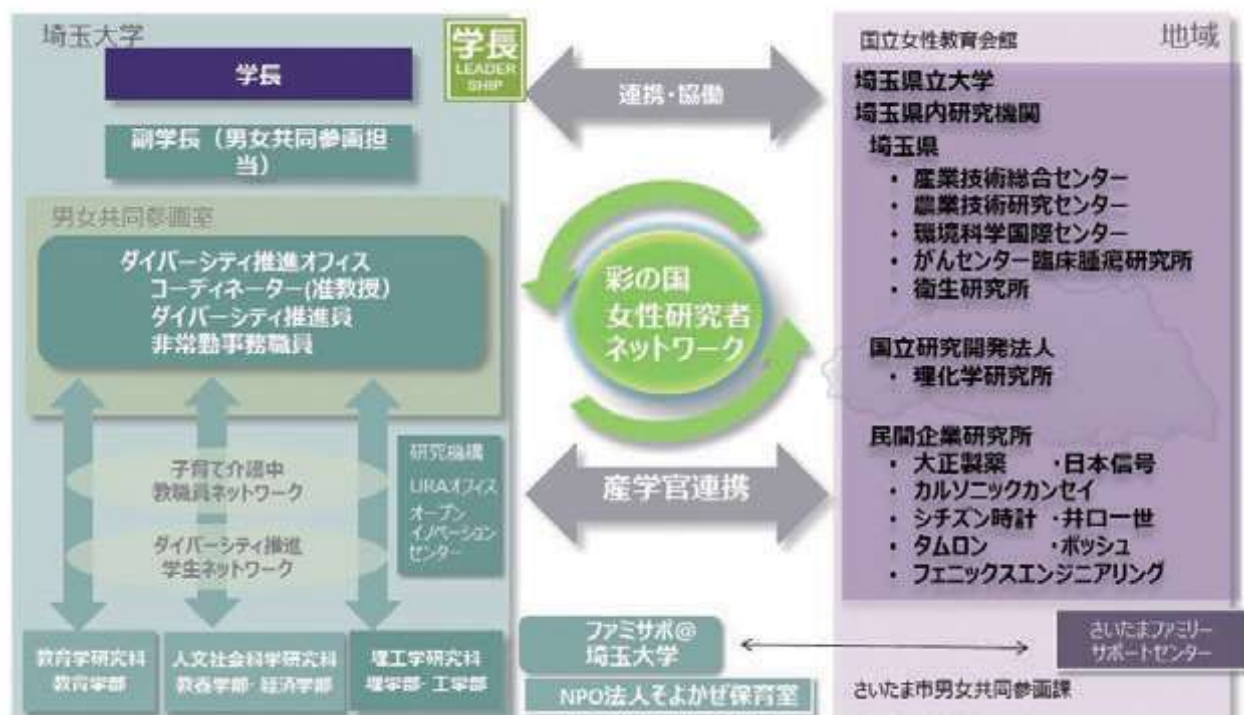 埼玉大学
学長
LEADER
SHIP
学長
副学長（男女共同参画担
当）
男女共同参画室
ダイバーシティ推進オフィス
コーディネーター(准教授）
ダイバーシティ推進員
非常勤事務職員
子育て介護中
教職員ネットワーク
ダイバーシティ推進
学生ネットワーク
研究機構
URAオフィス
オープン
イノベーション
センター
教育学研究科
教育学部
人文社会科学研究科
教養学部・経済学部
理工学研究科
理学部・工学部
連携・協働
彩の国
女性研究者
ネットワーク
産学官連携
ファミサポ@
埼玉大学
NPO法人そよかぜ保育室
国立女性教育会館
地域
埼玉県立大学
埼玉県内研究機関
埼玉県
・ 産業技術総合センター
・ 農業技術研究センター
・ 環境科学国際センター
・ がんセンター臨床腫瘍研究所
・ 衛生研究所
国立研究開発法人
・ 理化学研究所
民間企業研究所
・ 大正製薬 ・日本信号
・ カルソニックカンセイ
・ シチズン時計 ・井口一世
・ タムロン ・ボッシュ
・ フェニックスエンジニアリング
さいたまファミリー
サポートセンター
さいたま市男女共同参画課